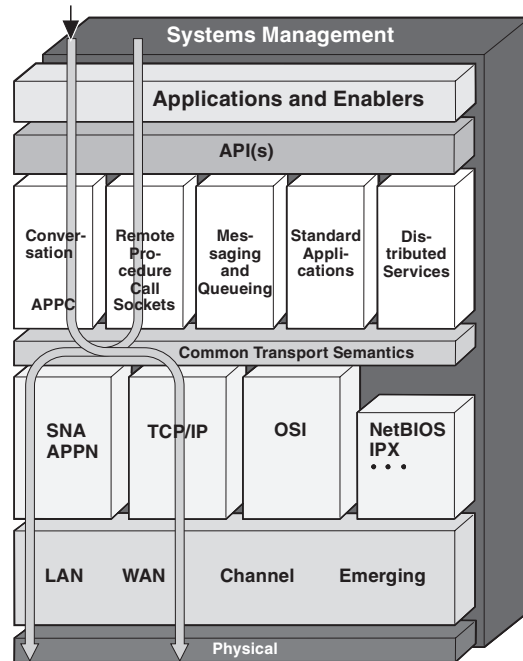 Systems Management
Applications and Enablers
API(s)
Conver-
sation
APPC
Remote
Pro-
cedure
Call
Sockets
Mes-
saging
and
Queueing
Standard
Appli-
cations
Dis-
tributed
Services
Common Transport Semantics
SNA
APPN
TCP/IP
OSI
NetBIOS
IPX
• • •
LAN WAN Channel Emerging
Physical